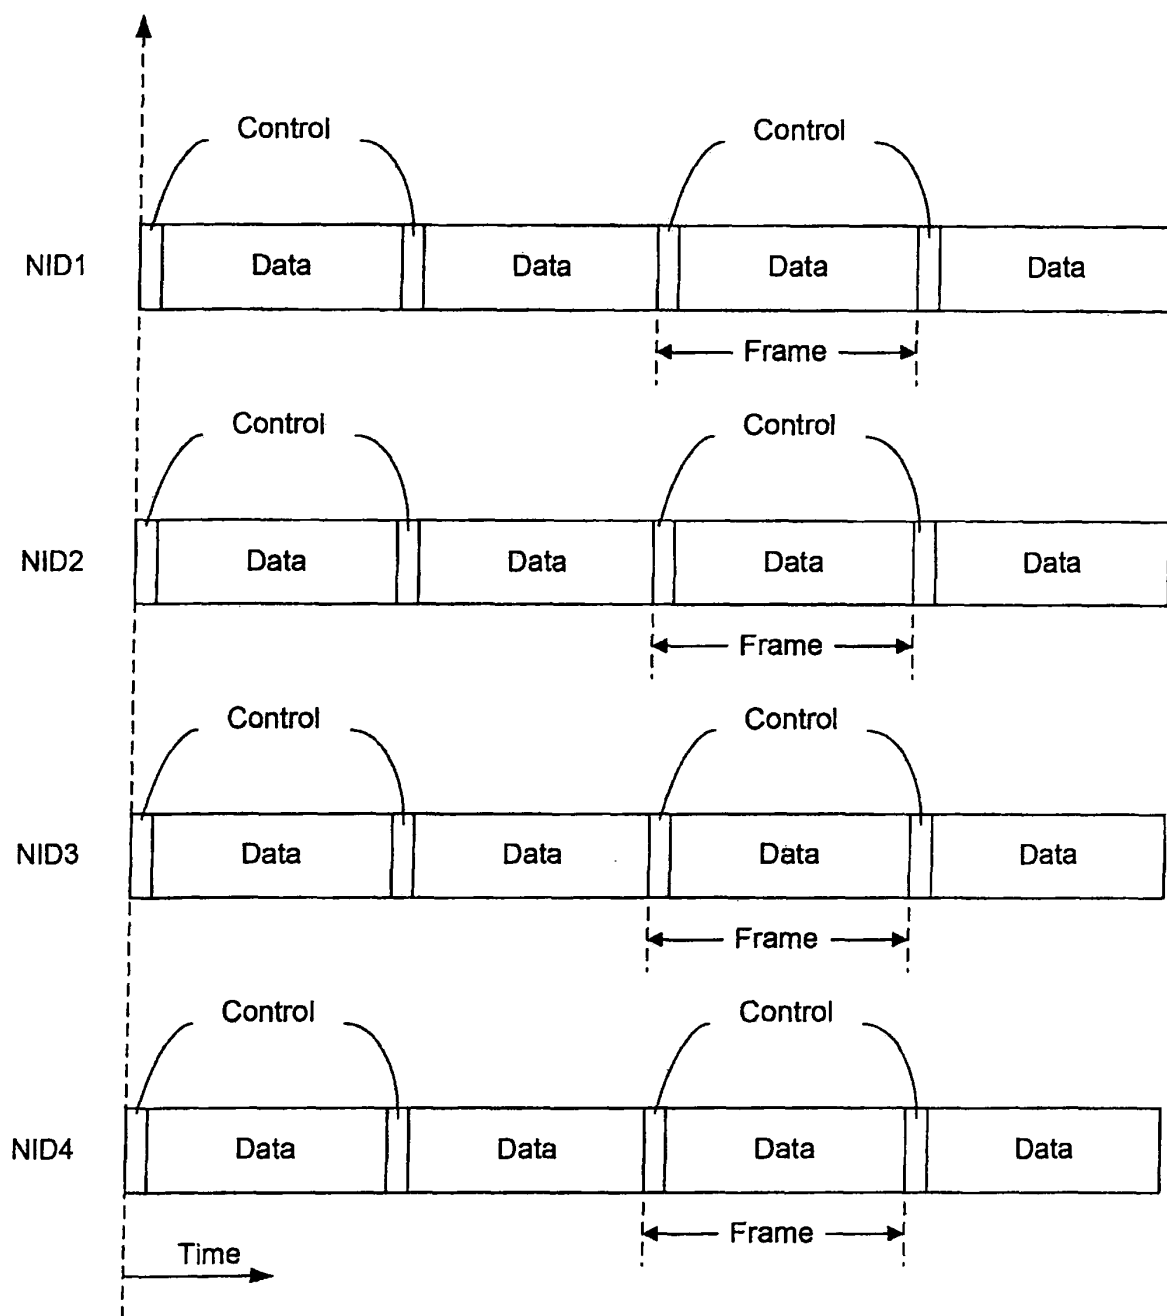 Control Control
NID1 Data Data Data Data
Frame
Control Control
NID2 Data Data Data Data
Frame
Control Control
NID3 Data Data Data Data
Frame
Control Control
NID4 Data Data Data Data
Frame
Time